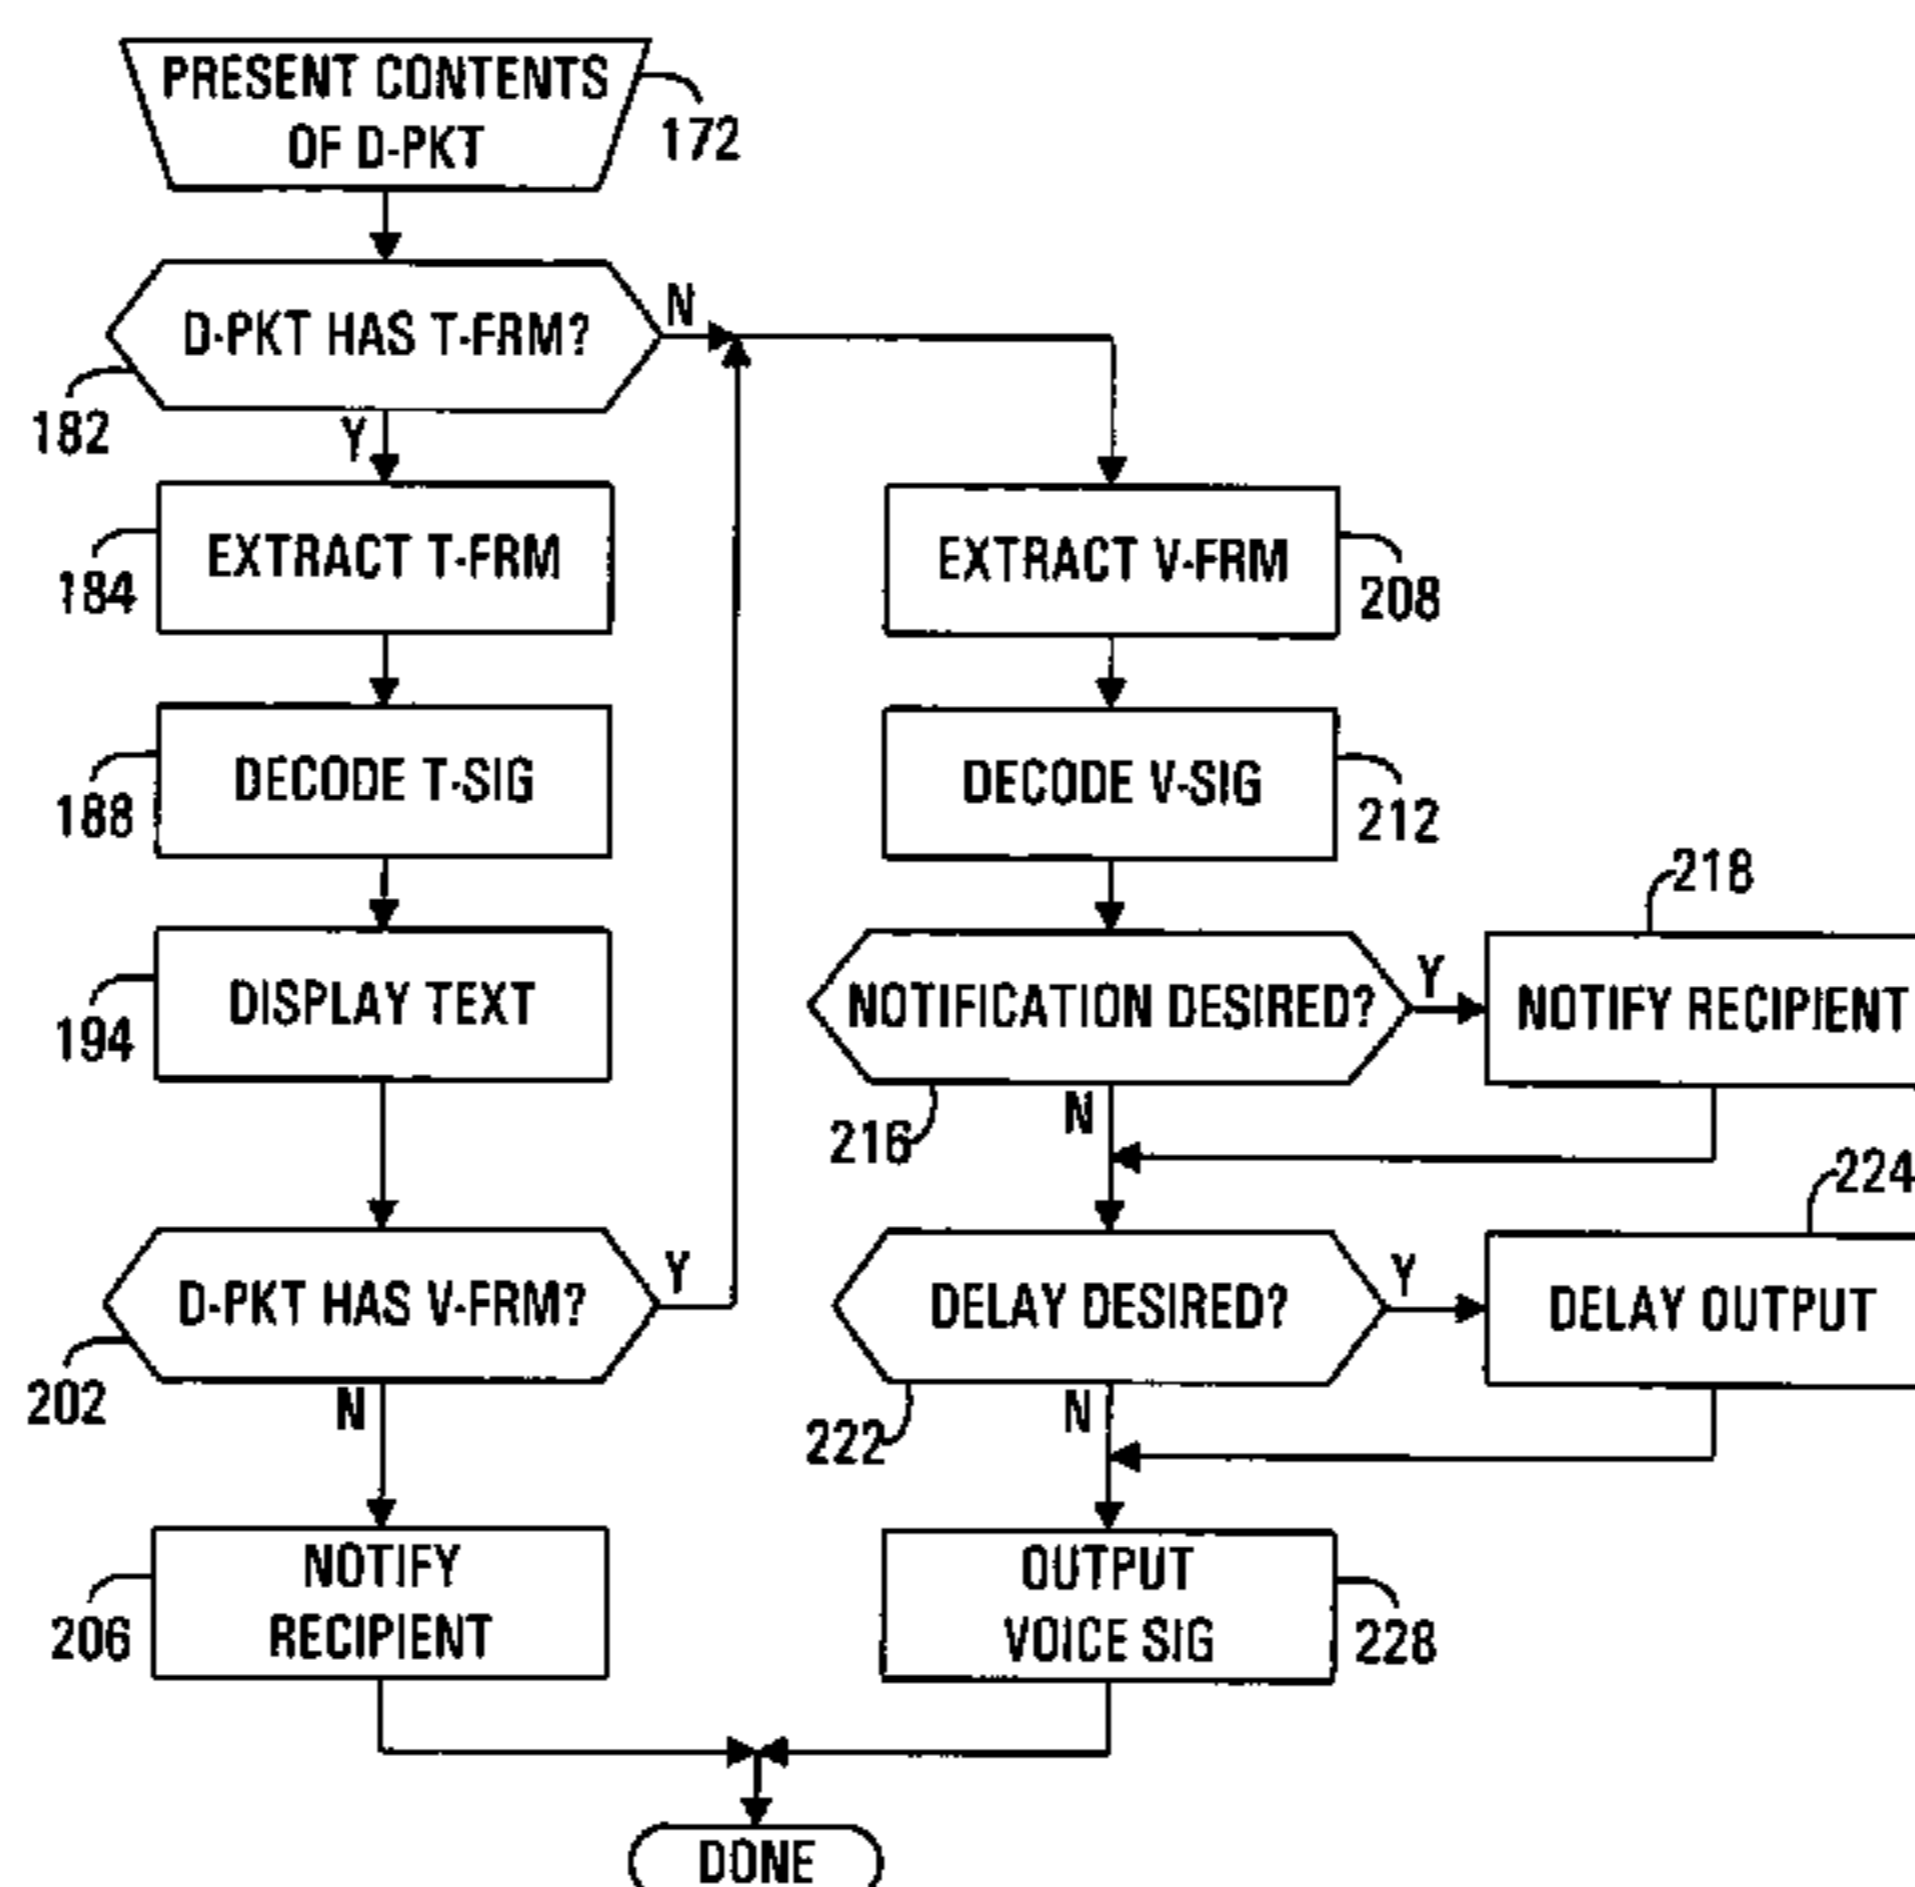 PRESENT CONTENTS
OF D-PKT
172
D-PKT HAS T-FRM?
N
182
Y
EXTRACT T-FRM
184
DECODE T-SIG
188
DISPLAY TEXT
194
D-PKT HAS V-FRM?
Y
202
N
NOTIFY
RECIPIENT
206
EXTRACT V-FRM
208
DECODE V-SIG
212
NOTIFICATION DESIRED?
Y
216
N
218
NOTIFY RECIPIENT
DELAY DESIRED?
Y
222
N
224
DELAY OUTPUT
OUTPUT
VOICE SIG
228
DONE